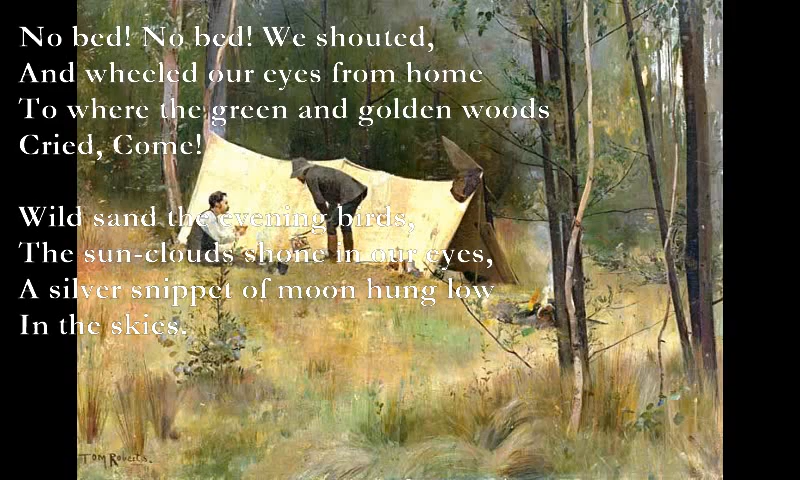 No bed! No bed! We shouted,
And wheeled our eyes from home
To where the green and golden woods
Cried, Come!
Wild sand the evening birds,
The sun-clouds shone in our eyes,
A silver snippet of moon hung low
In the skies.
TOM ROBERTS.